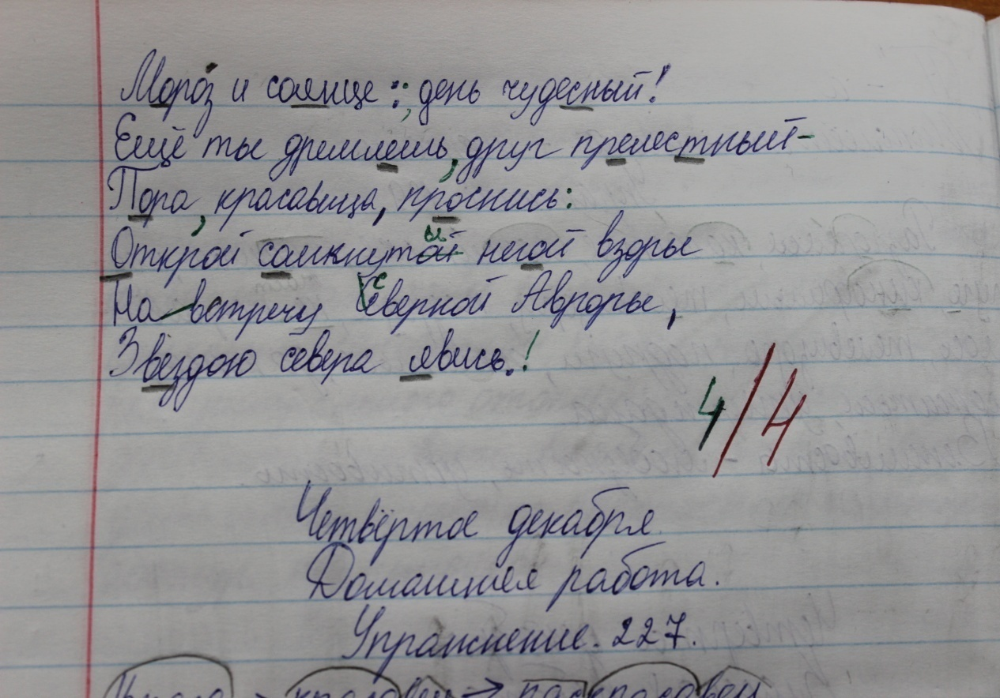 Мороз и солнце :; день чудесный!
Ещё ты дремлешь, друг прелестный-
Пора, красавица, проснись:
Открой сомкнуты негой взоры
На встречу северной Авроры,
Звездою севера явись.!
4/4
Четвёртое декабря.
Домашняя работа.
Упражнение. 227.